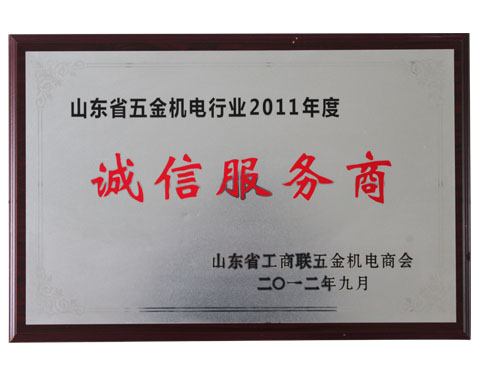 山东省五金机电行业2011年度
诚信服务商
山东省工商联五金机电商会
二〇一二年九月